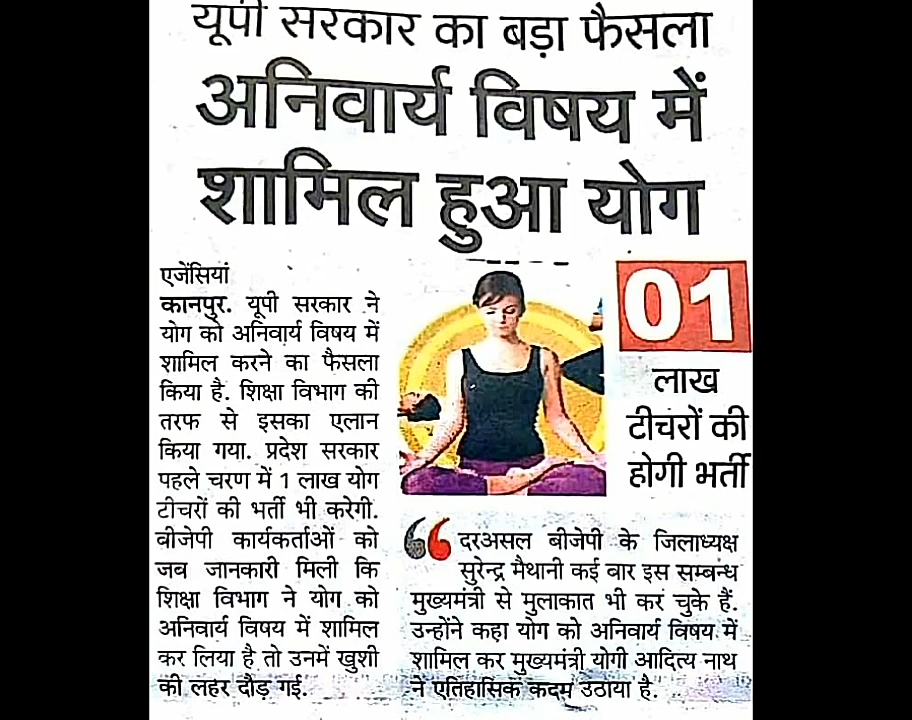 यूपी सरकार का बड़ा फैसला
अनिवार्य विषय में
शामिल हुआ योग
एजेंसियां
कानपुर. यूपी सरकार ने
योग को अनिवार्य विषय में
शामिल करने का फैसला
किया है. शिक्षा विभाग की
तरफ से इसका एलान
किया गया. प्रदेश सरकार
पहले चरण में 1 लाख योग
टीचरों की भर्ती भी करेगी.
बीजेपी कार्यकर्ताओं को
जब जानकारी मिली कि
शिक्षा विभाग ने योग को
अनिवार्य विषय में शामिल
कर लिया है तो उनमें खुशी
की लहर दौड़ गई.
01
लाख
टीचरों की
होगी भर्ती
“ दरअसल बीजेपी के जिलाध्यक्ष
सुरेन्द्र मैथानी कई वार इस सम्बन्ध
मुख्यमंत्री से मुलाकात भी कर चुके हैं.
उन्होंने कहा योग को अनिवार्य विषय में
शामिल कर मुख्यमंत्री योगी आदित्य नाथ
ने एतिहासिक कदम उठाया है.